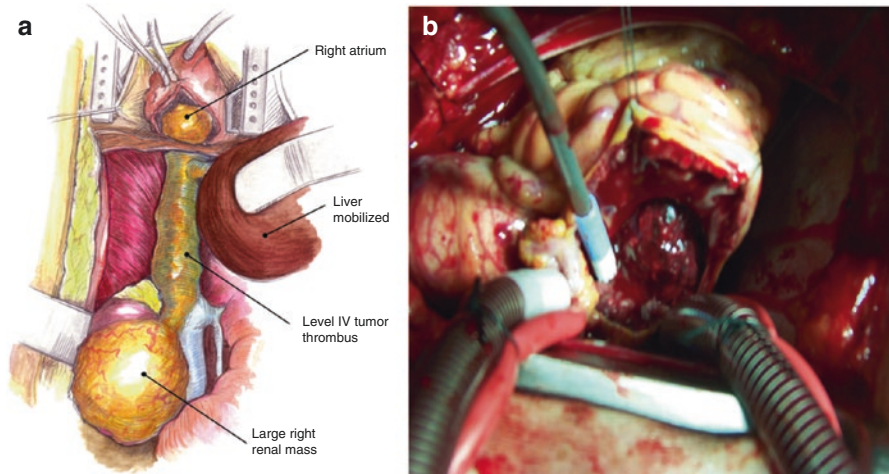 a
Right atrium
Liver
mobilized
Level IV tumor
thrombus
Large right
renal mass
b